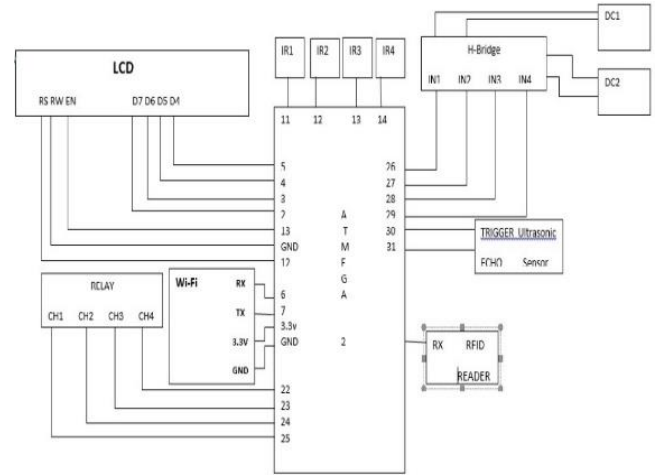 LCD
RS RW EN D7 D6 D5 D4
IR1 IR2 IR3 IR4
H-Bridge
IN1 IN2 IN3 IN4
DC1
DC2
11 12 13 14
5
4
3
2
13
GND
12
6
7
3.3v
GND
22
23
24
25
A
T
M
E
G
A
2
26
27
28
29
30
31
TRIGGER Ultrasonic
ECHO Sensor
RELAY
CH1 CH2 CH3 CH4
Wi-Fi RX
TX
3.3V
GND
RX RFID
READER